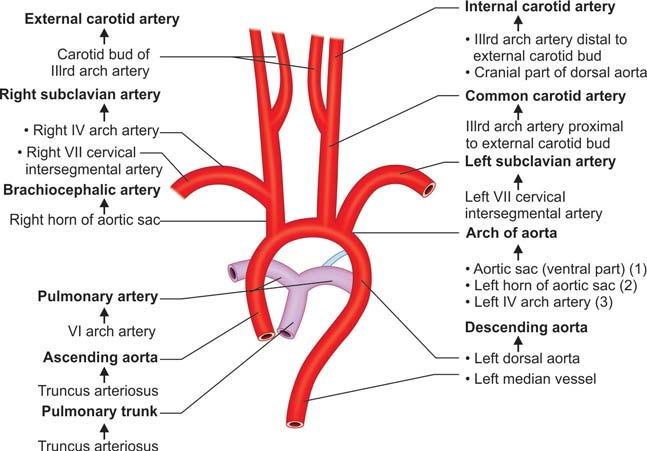 External carotid artery
Carotid bud of
IIIrd arch artery
Right subclavian artery
• Right IV arch artery
• Right VII cervical
intersegmental artery
Brachiocephalic artery
Right horn of aortic sac
Pulmonary artery
VI arch artery
Ascending aorta
Truncus arteriosus
Pulmonary trunk
Truncus arteriosus
Internal carotid artery
• IIIrd arch artery distal to
external carotid bud
• Cranial part of dorsal aorta
Common carotid artery
IIIrd arch artery proximal
to external carotid bud
Left subclavian artery
Left VII cervical
intersegmental artery
Arch of aorta
• Aortic sac (ventral part) (1)
• Left horn of aortic sac (2)
• Left IV arch artery (3)
Descending aorta
• Left dorsal aorta
• Left median vessel